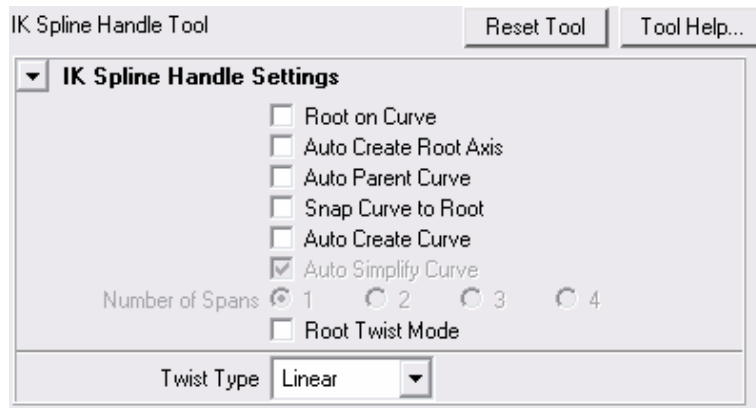 IK Spline Handle Tool Reset Tool Tool Help...
IK Spline Handle Settings
Root on Curve
Auto Create Root Axis
Auto Parent Curve
Snap Curve to Root
Auto Create Curve
Auto Simplify Curve
Number of Spans 1 2 3 4
Root Twist Mode
Twist Type Linear